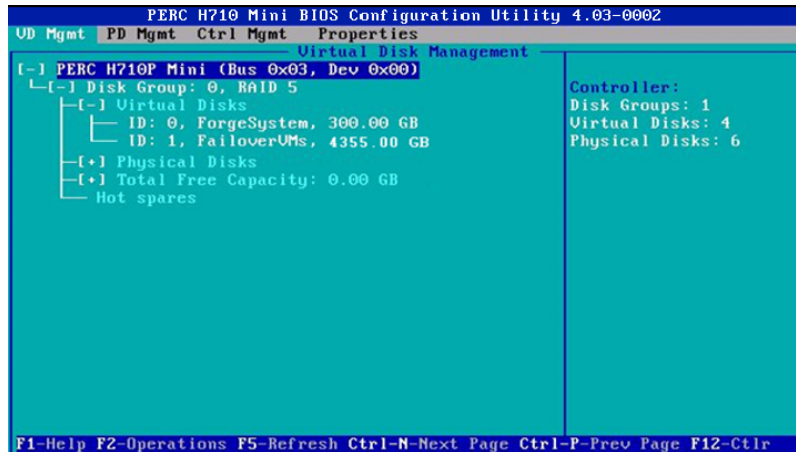 PERC H710 Mini BIOS Configuration Utility 4.03-0002
VD Mgmt PD Mgmt Ctrl Mgmt Properties
Virtual Disk Management
[-] PERC H710P Mini (Bus 0x03, Dev 0x00)
[-] Disk Group: 0, RAID 5
[-] Virtual Disks
ID: 0, ForgeSystem, 300.00 GB
ID: 1, FailoverVMs, 4355.00 GB
[+] Physical Disks
[+] Total Free Capacity: 0.00 GB
Hot spares
Controller:
Disk Groups: 1
Virtual Disks: 4
Physical Disks: 6
F1-Help F2-Operations F5-Refresh Ctrl-N-Next Page Ctrl-P-Prev Page F12-Ctlr